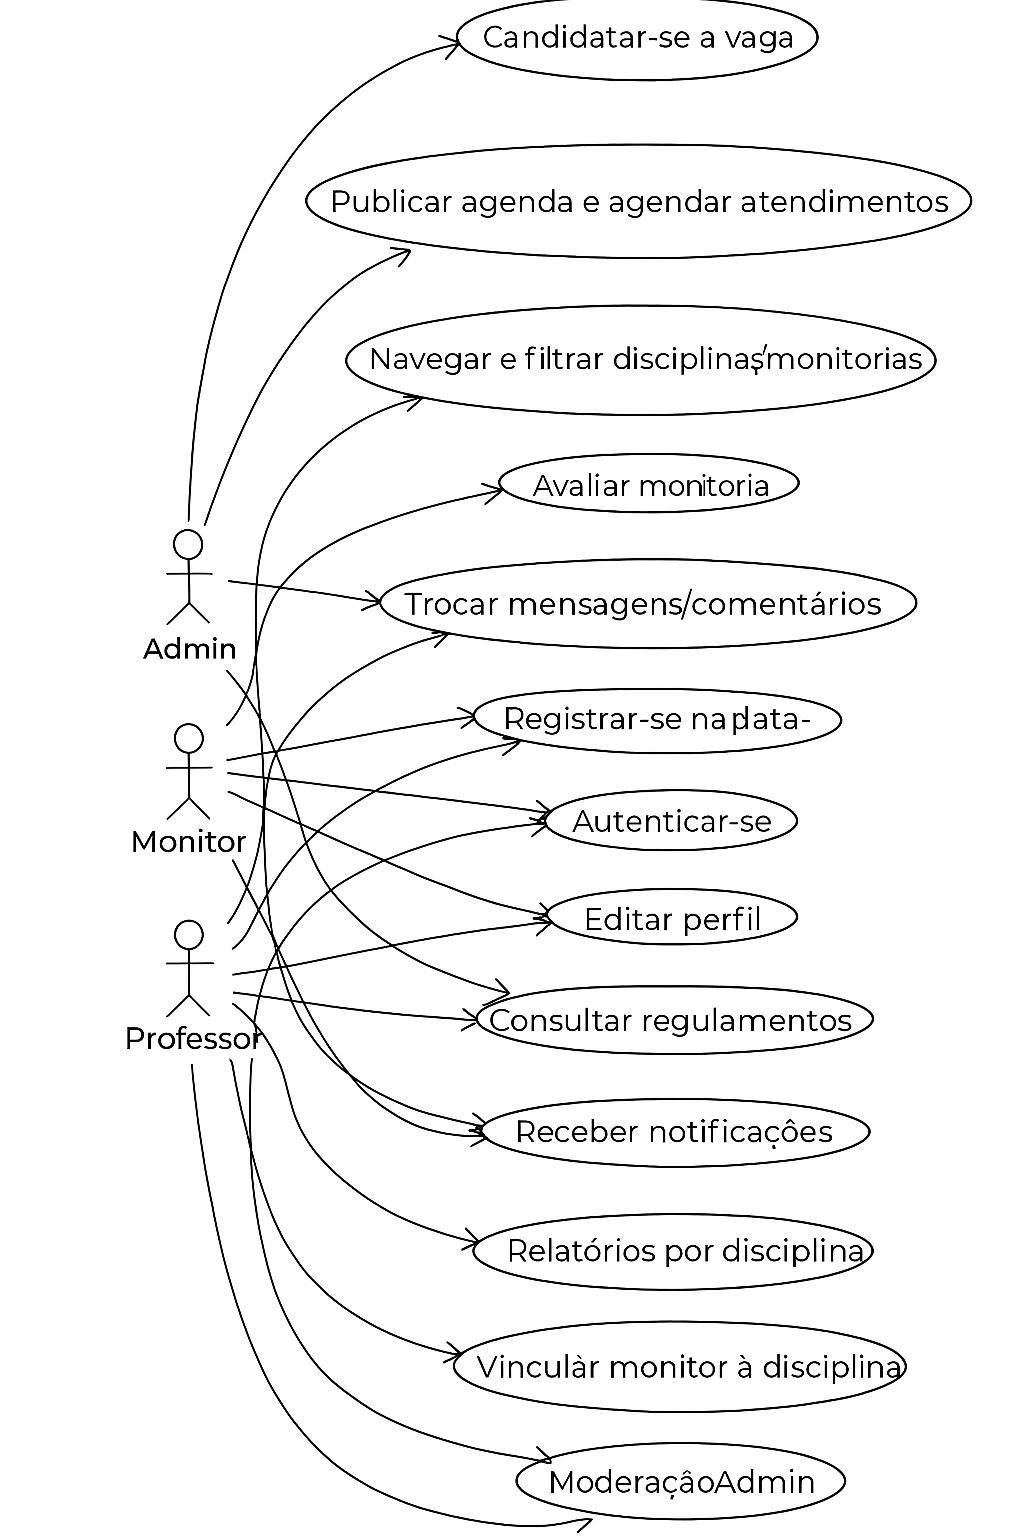 Candidatar-se a vaga
Publicar agenda e agendar atendimentos
Navegar e filtrar disciplinas/monitorias
Avaliar monitoria
Trocar mensagens/comentários
Admin
Registrar-se na plata-
Monitor
Autenticar-se
Editar perfil
Professor
Consultar regulamentos
Receber notificaçôes
Relatórios por disciplina
Vinculàr monitor à disciplina
ModeraçâoAdmin